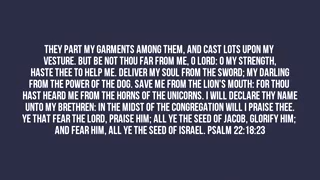 THEY PART MY GARMENTS AMONG THEM, AND CAST LOTS UPON MY
VESTURE. BUT BE NOT THOU FAR FROM ME, O LORD: O MY STRENGTH,
HASTE THEE TO HELP ME. DELIVER MY SOUL FROM THE SWORD; MY DARLING
FROM THE POWER OF THE DOG. SAVE ME FROM THE LION'S MOUTH: FOR THOU
HAST HEARD ME FROM THE HORNS OF THE UNICORNS. I WILL DECLARE THY NAME
UNTO MY BRETHREN: IN THE MIDST OF THE CONGREGATION WILL I PRAISE THEE.
YE THAT FEAR THE LORD, PRAISE HIM; ALL YE THE SEED OF JACOB, GLORIFY HIM;
AND FEAR HIM, ALL YE THE SEED OF ISRAEL. PSALM 22:18:23